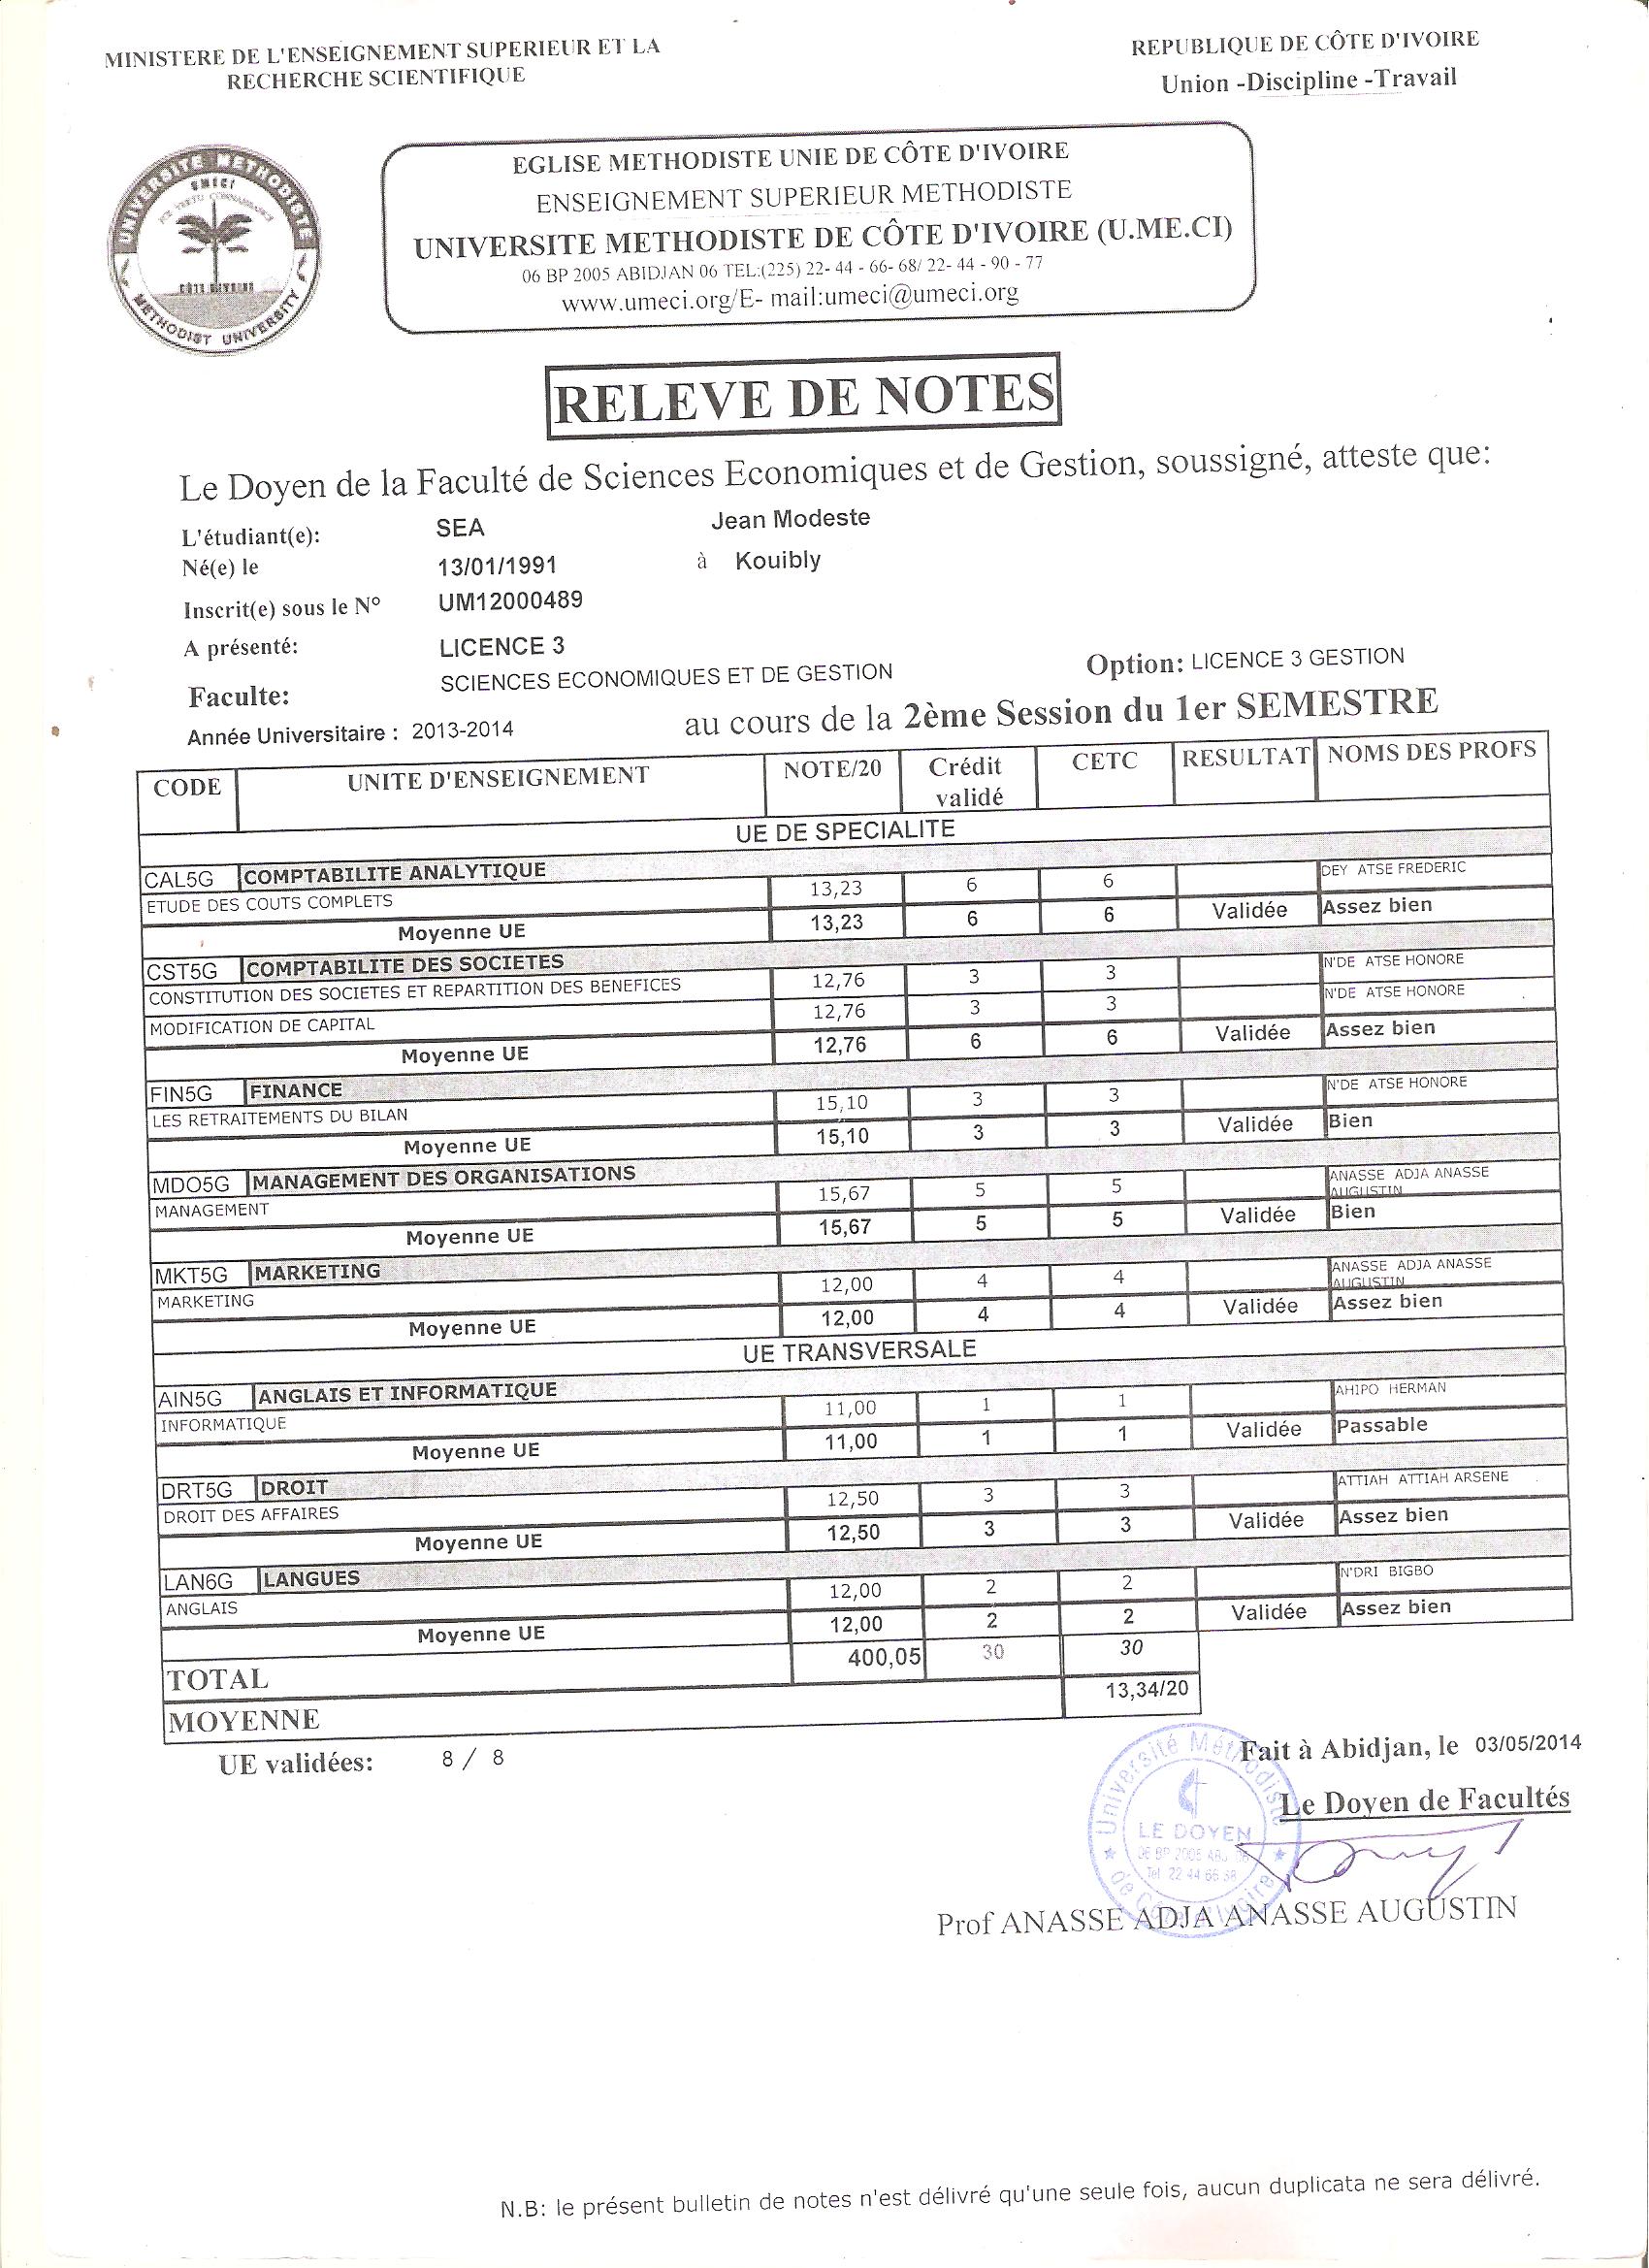 MINISTERE DE L'ENSEIGNEMENT SUPERIEUR ET LA
RECHERCHE SCIENTIFIQUE
REPUBLIQUE DE CÔTE D'IVOIRE
Union -Discipline -Travail
UNIVERSITE METHODISTE
UMECI
CÔTE D'IVOIRE
METHODIST UNIVERSITY
EGLISE METHODISTE UNIE DE CÔTE D'IVOIRE
ENSEIGNEMENT SUPERIEUR METHODISTE
UNIVERSITE METHODISTE DE CÔTE D'IVOIRE (U.ME.CI)
06 BP 2005 ABIDJAN 06 TEL:(225) 22- 44 - 66- 68/ 22- 44 - 90 - 77
www.umeci.org/E- mail:umeci@umeci.org
RELEVE DE NOTES
Le Doyen de la Faculté de Sciences Economiques et de Gestion, soussigné, atteste que:
L'étudiant(e): SEA Jean Modeste
Né(e) le 13/01/1991 à Kouibly
Inscrit(e) sous le N° UM12000489
A présenté: LICENCE 3
Faculte: SCIENCES ECONOMIQUES ET DE GESTION Option: LICENCE 3 GESTION
Année Universitaire : 2013-2014 au cours de la 2ème Session du 1er SEMESTRE
CODE UNITE D'ENSEIGNEMENT NOTE/20 Crédit validé CETC RESULTAT NOMS DES PROFS
UE DE SPECIALITE
CAL5G COMPTABILITE ANALYTIQUE
ETUDE DES COUTS COMPLETS 13,23 6 6 DEY ATSE FREDERIC
Moyenne UE 13,23 6 6 Validée Assez bien
CST5G COMPTABILITE DES SOCIETES
CONSTITUTION DES SOCIETES ET REPARTITION DES BENEFICES 12,76 3 3 N'DE ATSE HONORE
MODIFICATION DE CAPITAL 12,76 3 3 N'DE ATSE HONORE
Moyenne UE 12,76 6 6 Validée Assez bien
FIN5G FINANCE
LES RETRAITEMENTS DU BILAN 15,10 3 3 N'DE ATSE HONORE
Moyenne UE 15,10 3 3 Validée Bien
MDO5G MANAGEMENT DES ORGANISATIONS
MANAGEMENT 15,67 5 5 ANASSE ADJA ANASSE AUGUSTIN
Moyenne UE 15,67 5 5 Validée Bien
MKT5G MARKETING
MARKETING 12,00 4 4 ANASSE ADJA ANASSE AUGUSTIN
Moyenne UE 12,00 4 4 Validée Assez bien
UE TRANSVERSALE
AIN5G ANGLAIS ET INFORMATIQUE
INFORMATIQUE 11,00 1 1 AHIPO HERMAN
Moyenne UE 11,00 1 1 Validée Passable
DRT5G DROIT
DROIT DES AFFAIRES 12,50 3 3 ATTIAH ATTIAH ARSENE
Moyenne UE 12,50 3 3 Validée Assez bien
LAN6G LANGUES
ANGLAIS 12,00 2 2 N'DRI BIGBO
Moyenne UE 12,00 2 2 Validée Assez bien
TOTAL 400,05 30 30
MOYENNE 13,34/20
UE validées: 8 / 8
Fait à Abidjan, le 03/05/2014
Le Doyen de Facultés
Université Méthodiste
LE DOYEN
de Côte d'Ivoire
Prof ANASSE ADJA ANASSE AUGUSTIN
N.B: le présent bulletin de notes n'est délivré qu'une seule fois, aucun duplicata ne sera délivré.